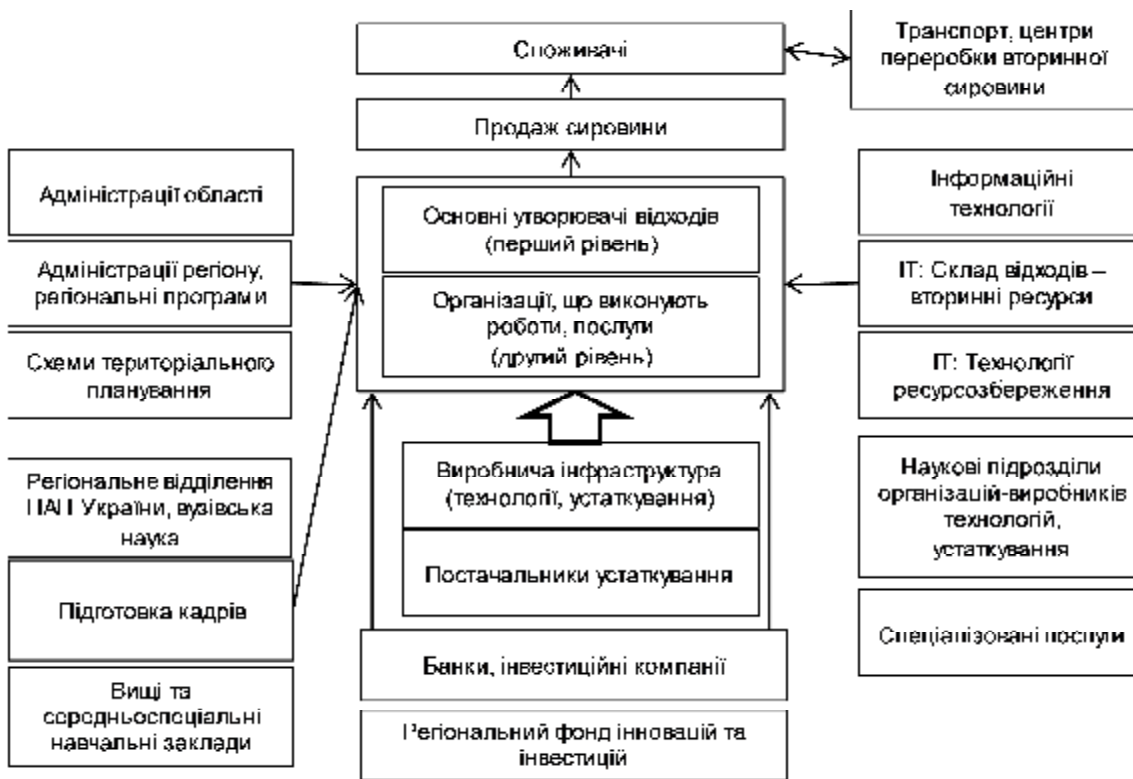 Споживачі
Транспорт, центри
переробки вторинної
сировини
Продаж сировини
Адміністрації області
Адміністрації регіону,
регіональні програми
Схеми територіального
планування
Регіональне відділення
НАН України, вузівська
наука
Підготовка кадрів
Вищі та
середньоспеціальні
навчальні заклади
Основні утворювачі відходів
(перший рівень)
Організації, що виконують
роботи, послуги
(другий рівень)
Виробнича інфраструктура
(технології, устаткування)
Постачальники устаткування
Банки, інвестиційні компанії
Регіональний фонд інновацій та
інвестицій
Інформаційні
технології
ІТ: Склад відходів –
вторинні ресурси
ІТ: Технології
ресурсозбереження
Наукові підрозділи
організацій-виробників
технологій,
устаткування
Спеціалізовані послуги